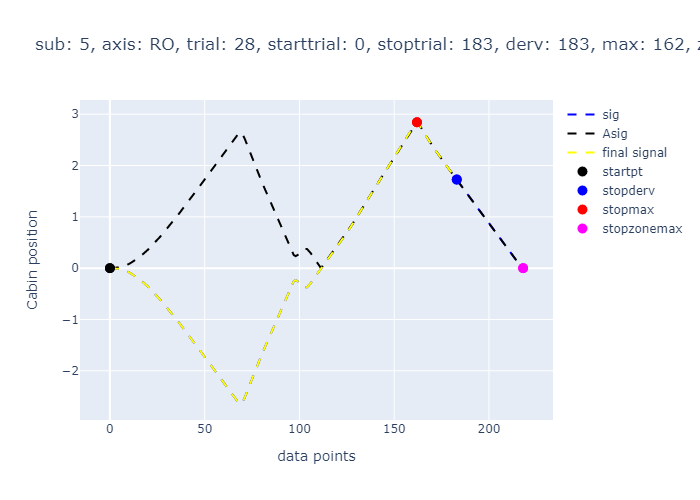 sub: 5, axis: RO, trial: 28, starttrial: 0, stoptrial: 183, derv: 183, max: 162,
3
2
1
0
−1
−2
Cabin position
0
50
100
150
200
data points
sig
Asig
final signal
startpt
stopderv
stopmax
stopzonemax